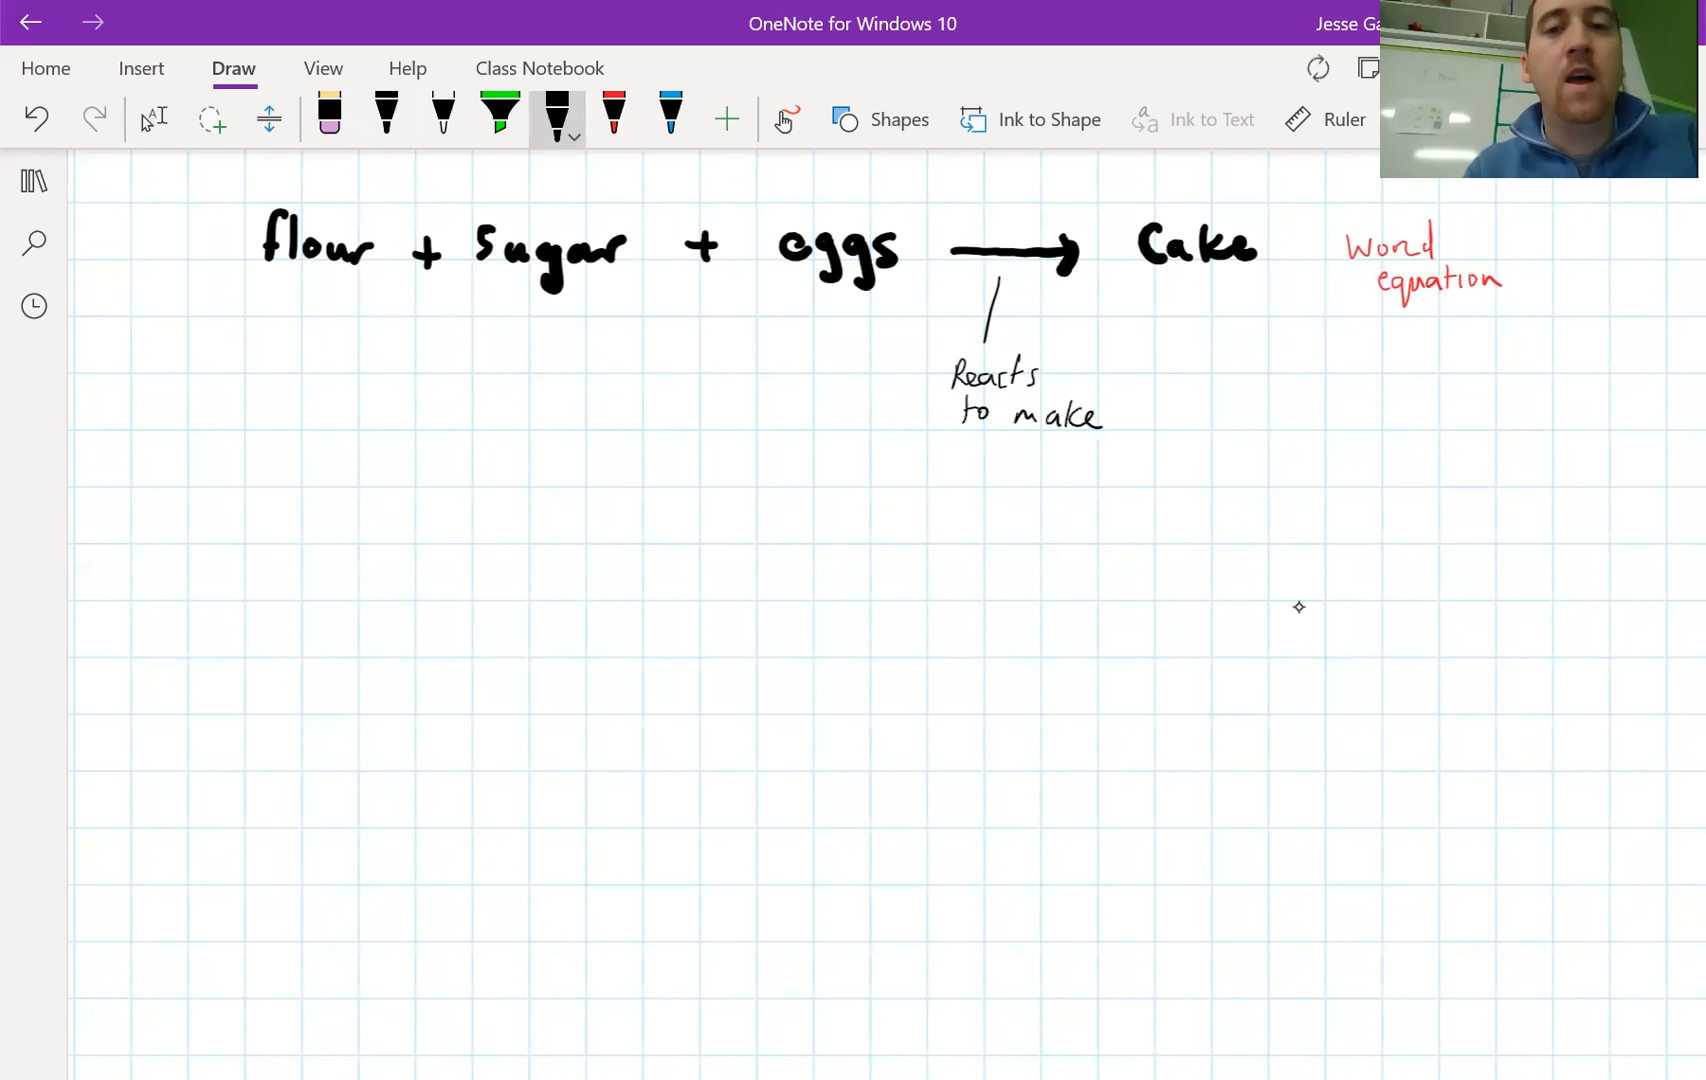 OneNote for Windows 10
Jesse
Home Insert Draw View Help Class Notebook
Shapes Ink to Shape Ink to Text Ruler
flour + sugar + eggs → Cake
Word
equation
Reacts
to make